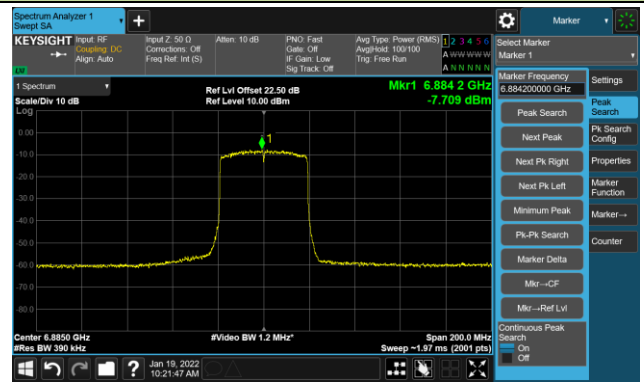 Spectrum Analyzer 1
Swept SA
Marker
KEYSIGHT
Input: RF
Coupling: DC
Align: Auto
Input Z: 50 Ω
Corrections: Off
Freq Ref: Int (S)
Atten: 10 dB
PNO: Fast
Gate: Off
IF Gain: Low
Sig Track: Off
Avg Type: Power (RMS)
Avg|Hold: 100/100
Trig: Free Run
1 2 3 4 5 6
A W W W W W
A N N N N N
Select Marker
Marker 1
1 Spectrum
Scale/Div 10 dB
Log
Ref Lvl Offset 22.50 dB
Ref Level 10.00 dBm
Mkr1 6.884 2 GHz
-7.709 dBm
1
0.00
-10.0
-20.0
-30.0
-40.0
-50.0
-60.0
-70.0
-80.0
Center 6.8850 GHz
#Res BW 390 kHz
#Video BW 1.2 MHz*
Span 200.0 MHz
Sweep ~1.97 ms (2001 pts)
Marker Frequency
6.884200000 GHz
Peak Search
Next Peak
Next Pk Right
Next Pk Left
Minimum Peak
Pk-Pk Search
Marker Delta
Mkr→CF
Mkr→Ref Lvl
Continuous Peak
Search
On
Off
Settings
Peak
Search
Pk Search
Config
Properties
Marker
Function
Marker→
Counter
?
Jan 19, 2022
10:21:47 AM